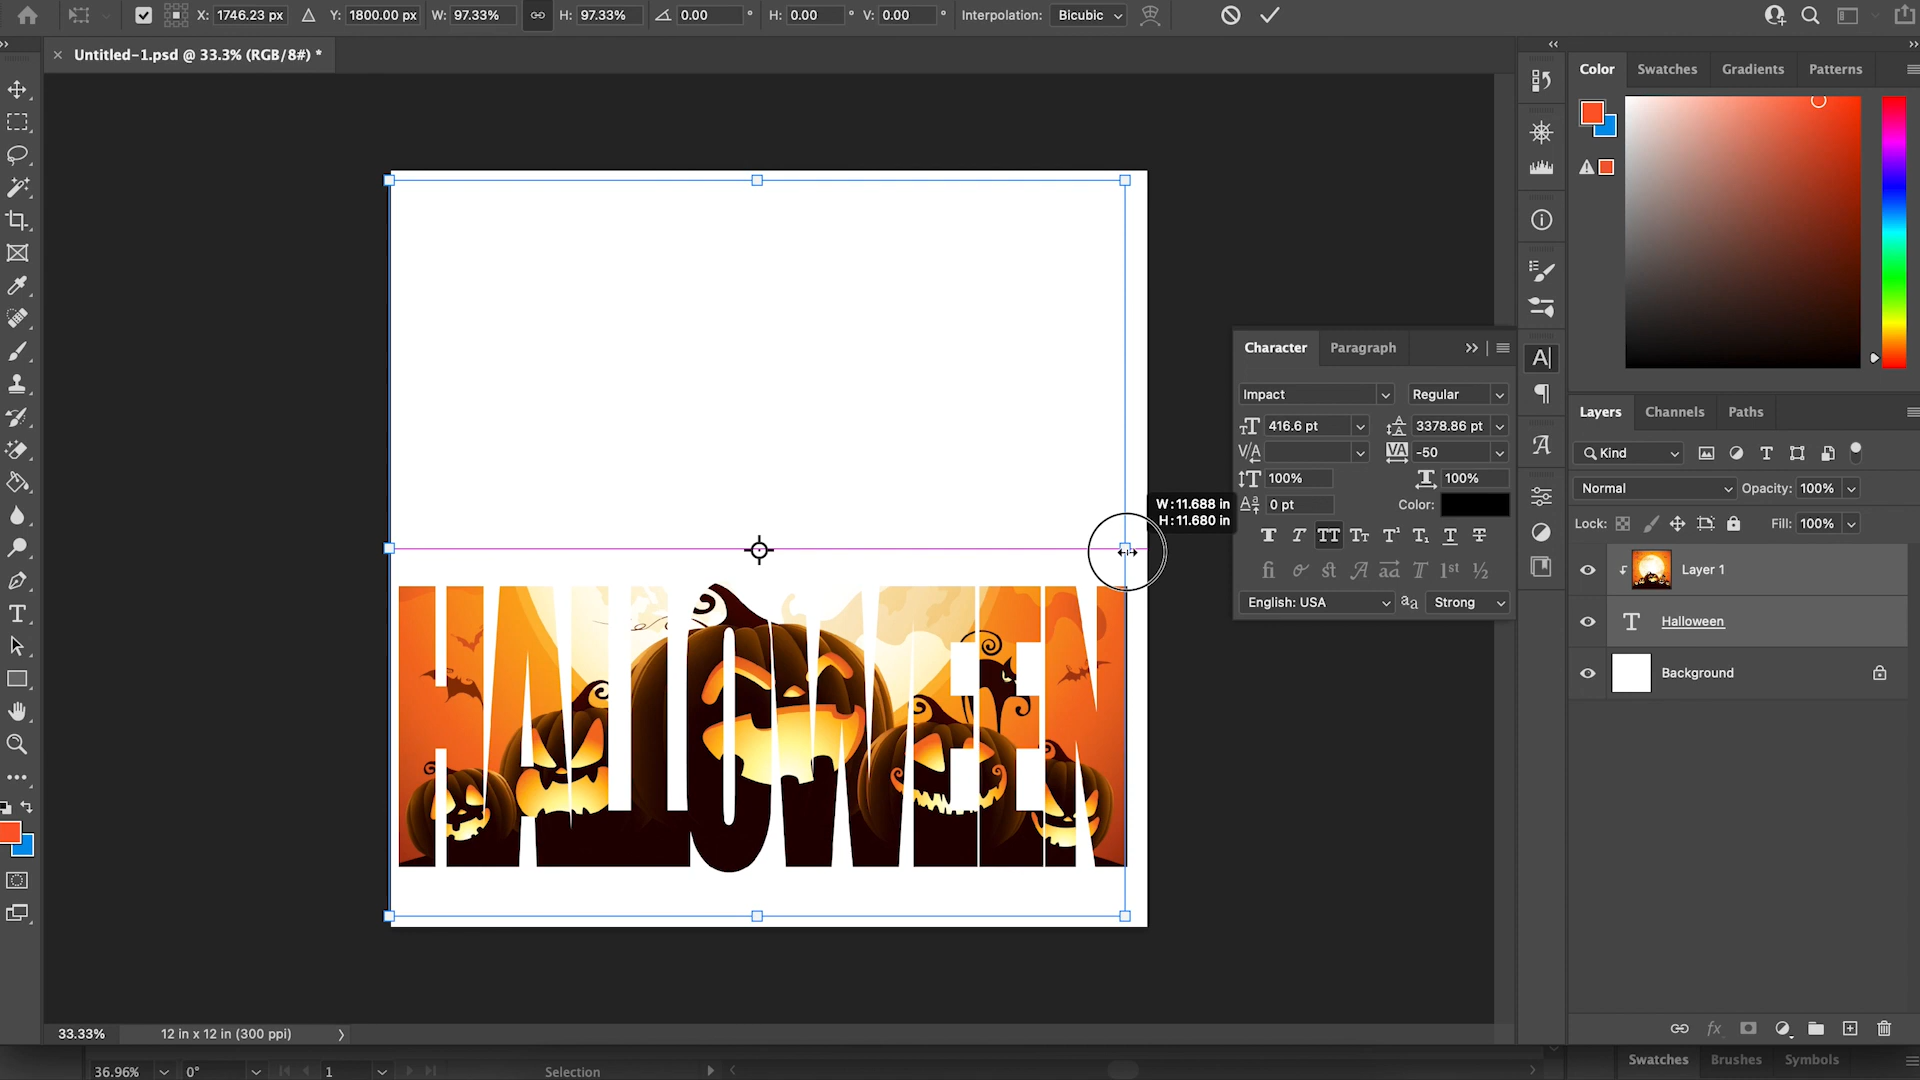 X: 1746.23 px Y: 1800.00 px W: 97.33% H: 97.33% 0.00 ° H: 0.00 ° V: 0.00 ° Interpolation: Bicubic
Untitled-1.psd @ 33.3% (RGB/8#) *
Color Swatches Gradients Patterns
Character Paragraph
Impact Regular
416.6 pt 3378.86 pt
-50
100% 100%
0 pt Color:
English: USA Strong
W: 11.688 in
H: 11.680 in
HALLOWEEN
Layers Channels Paths
Kind
Normal Opacity: 100%
Lock: Fill: 100%
Layer 1
Halloween
Background
33.33% 12 in x 12 in (300 ppi)
Swatches Brushes Symbols
36.96% 0° 1 Selection